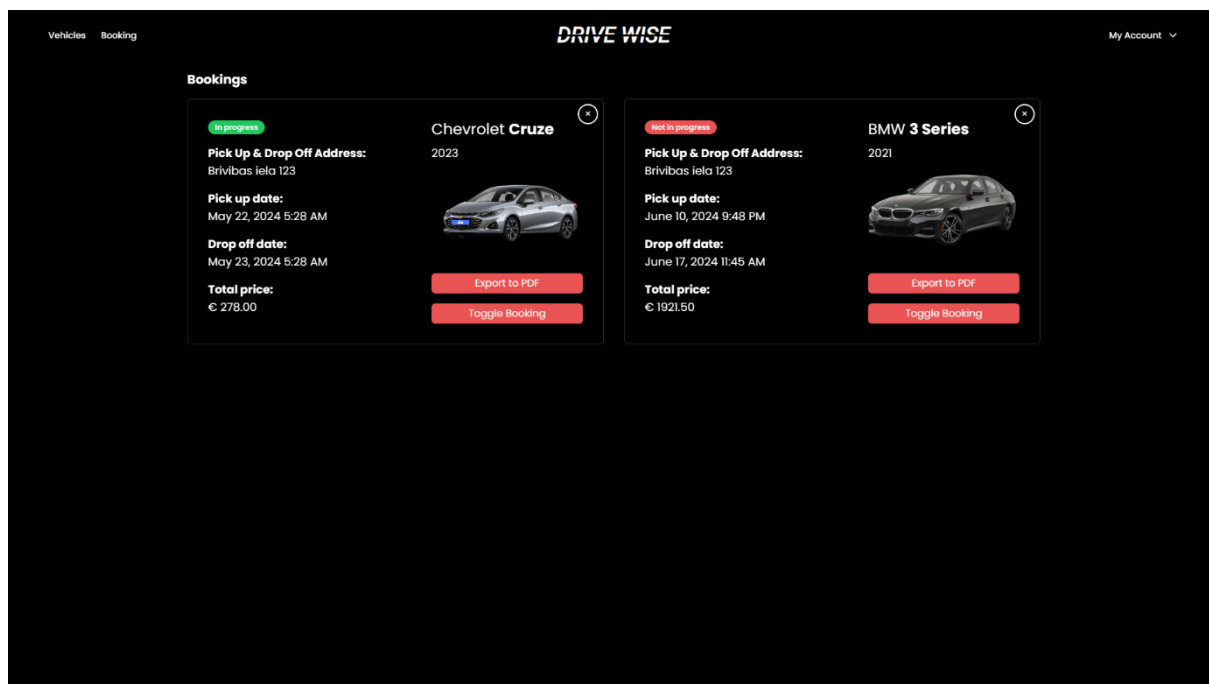 Vehicles Booking
DRIVE WISE
My Account
Bookings
In progress
Pick Up & Drop Off Address:
Brivibas iela 123
Pick up date:
May 22, 2024 5:28 AM
Drop off date:
May 23, 2024 5:28 AM
Total price:
€ 278.00
Chevrolet Cruze
2023
Export to PDF
Toggle Booking
Not in progress
Pick Up & Drop Off Address:
Brivibas iela 123
Pick up date:
June 10, 2024 9:48 PM
Drop off date:
June 17, 2024 11:45 AM
Total price:
€ 1921.50
BMW 3 Series
2021
Export to PDF
Toggle Booking